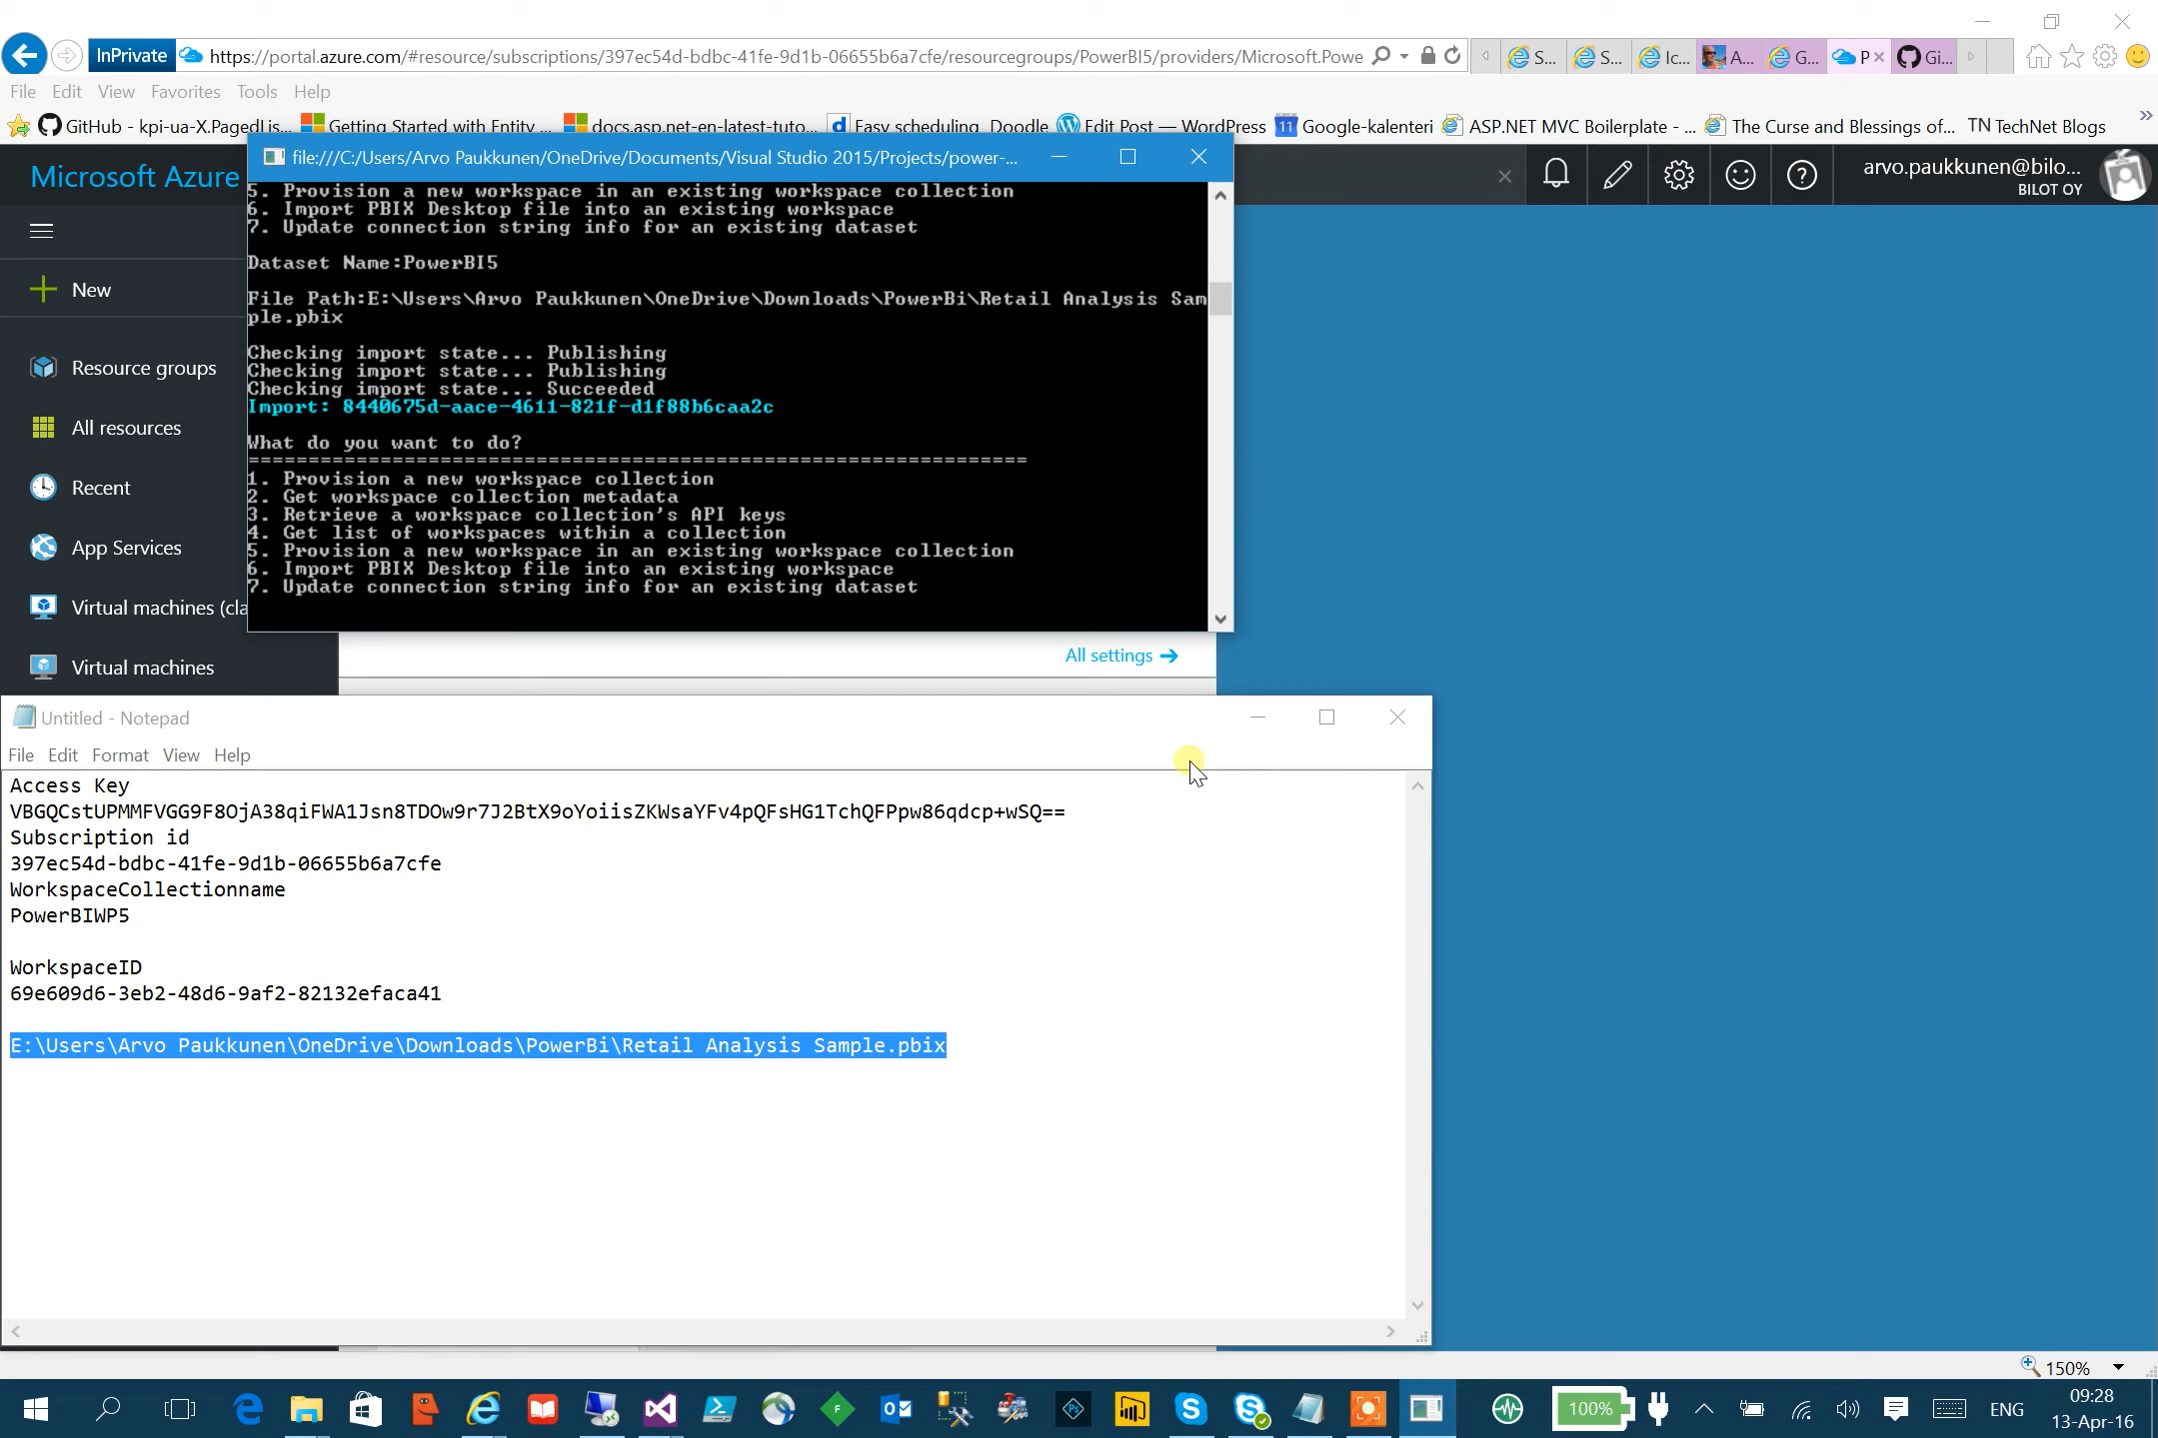 InPrivate
https://portal.azure.com/#resource/subscriptions/397ec54d-bdbc-41fe-9d1b-06655b6a7cfe/resourcegroups/PowerBI5/providers/Microsoft.Powe
S...
S...
Ic...
A...
G...
P
Gi...
File Edit View Favorites Tools Help
GitHub - kpi-ua-X.PagedLis...
Getting Started with Entity ...
docs.asp.net-en-latest-tuto...
Easy scheduling Doodle
Edit Post — WordPress
11 Google-kalenteri
ASP.NET MVC Boilerplate - ...
The Curse and Blessings of...
TN TechNet Blogs
Microsoft Azure
arvo.paukkunen@bilo...
BILOT OY
New
Resource groups
All resources
Recent
App Services
Virtual machines (cla
Virtual machines
file:///C:/Users/Arvo Paukkunen/OneDrive/Documents/Visual Studio 2015/Projects/power-...
5. Provision a new workspace in an existing workspace collection
6. Import PBIX Desktop file into an existing workspace
7. Update connection string info for an existing dataset
Dataset Name:PowerBI5
File Path:E:\Users\Arvo Paukkunen\OneDrive\Downloads\PowerBi\Retail Analysis Sam
ple.pbix
Checking import state... Publishing
Checking import state... Publishing
Checking import state... Succeeded
Import: 8440675d-aace-4611-821f-d1f88b6caa2c
What do you want to do?
=================================================================
1. Provision a new workspace collection
2. Get workspace collection metadata
3. Retrieve a workspace collection's API keys
4. Get list of workspaces within a collection
5. Provision a new workspace in an existing workspace collection
6. Import PBIX Desktop file into an existing workspace
7. Update connection string info for an existing dataset
All settings
Untitled - Notepad
File Edit Format View Help
Access Key
VBGQCstUPMMFVGG9F8OjA38qiFWA1Jsn8TDOw9r7J2BtX9oYoiisZKWsaYFv4pQFsHG1TchQFPpw86qdcp+wSQ==
Subscription id
397ec54d-bdbc-41fe-9d1b-06655b6a7cfe
WorkspaceCollectionname
PowerBIWP5
WorkspaceID
69e609d6-3eb2-48d6-9af2-82132efaca41
E:\Users\Arvo Paukkunen\OneDrive\Downloads\PowerBi\Retail Analysis Sample.pbix
150%
100%
ENG
09:28
13-Apr-16